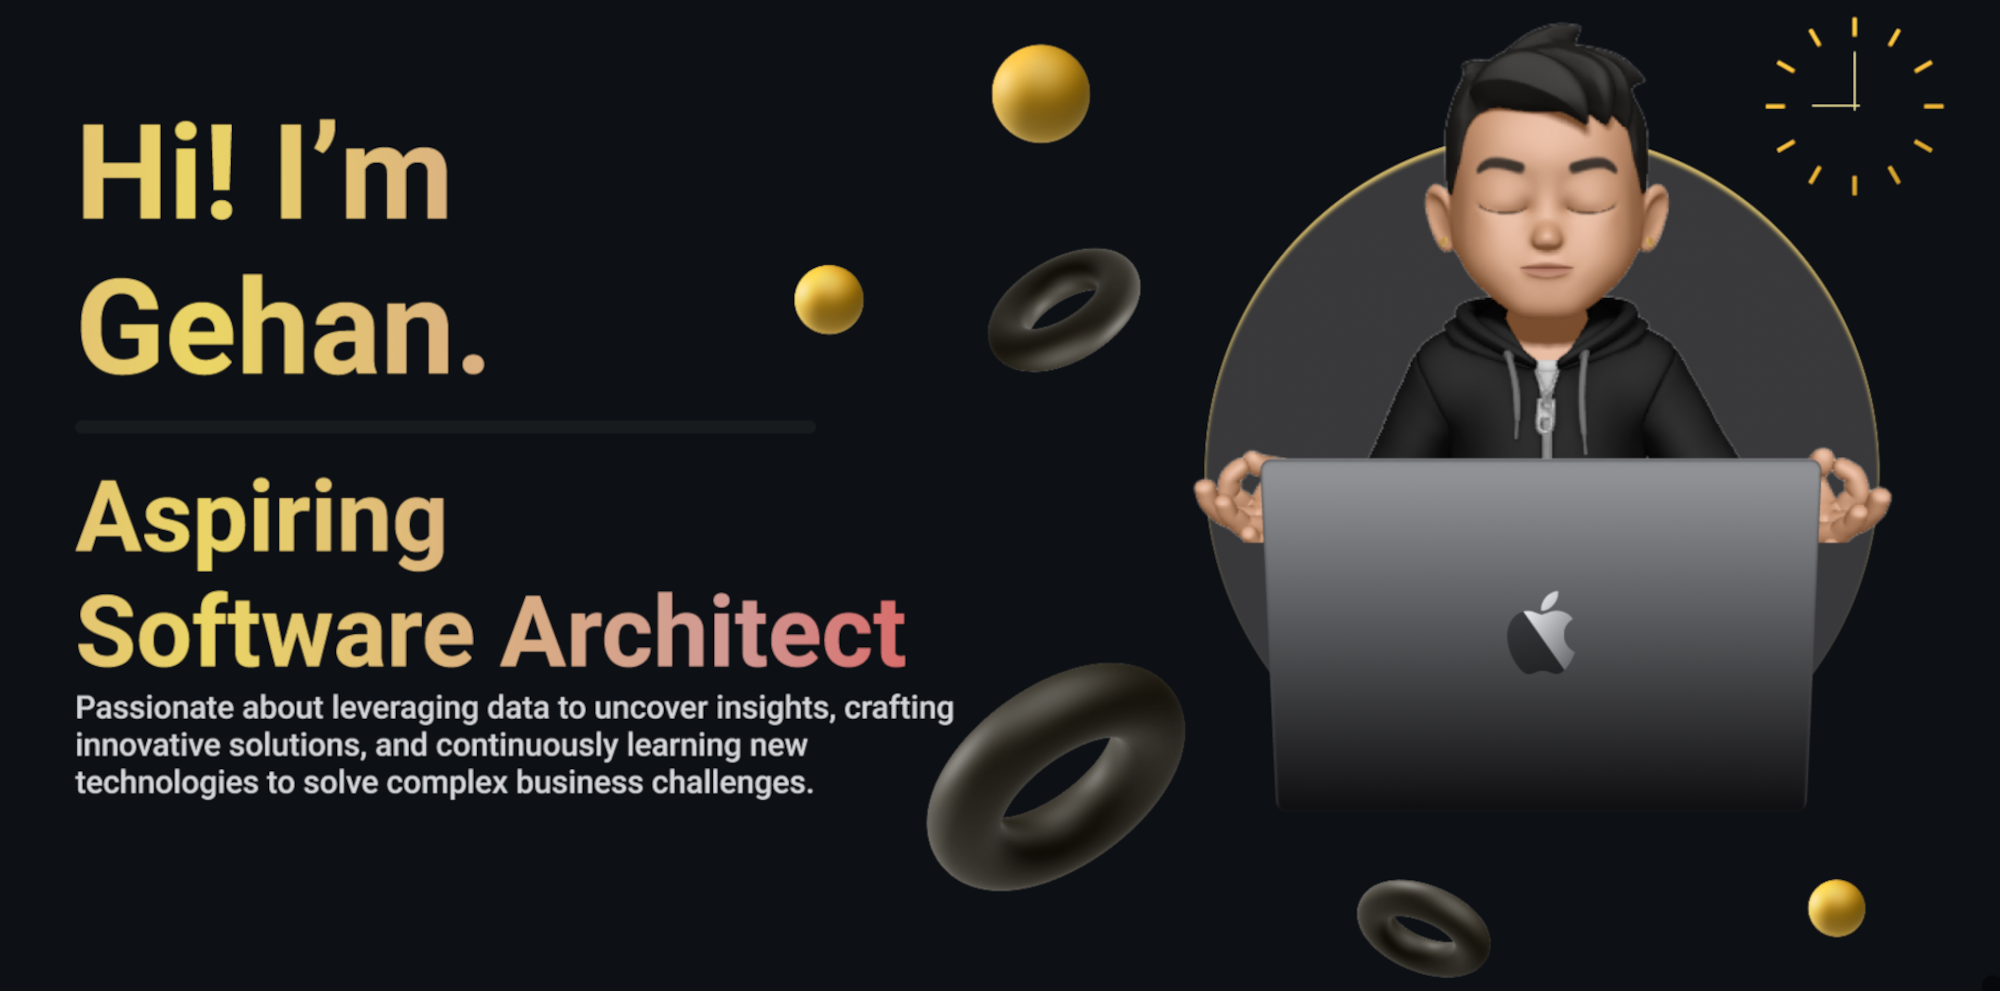 Hi! I’m
Gehan.
Aspiring
Software Architect
Passionate about leveraging data to uncover insights, crafting
innovative solutions, and continuously learning new
technologies to solve complex business challenges.